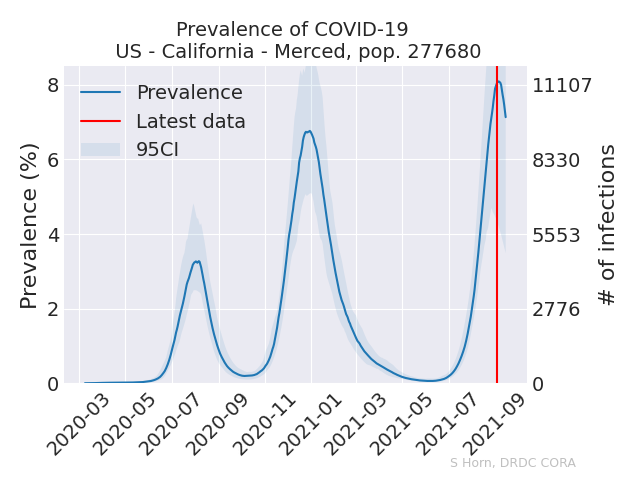 Prevalence of COVID-19
US - California - Merced, pop. 277680
Prevalence
Latest data
95CI
Prevalence (%)
8
6
4
2
0
# of infections
11107
8330
5553
2776
0
2020-03
2020-05
2020-07
2020-09
2020-11
2021-01
2021-03
2021-05
2021-07
2021-09
S Horn, DRDC CORA